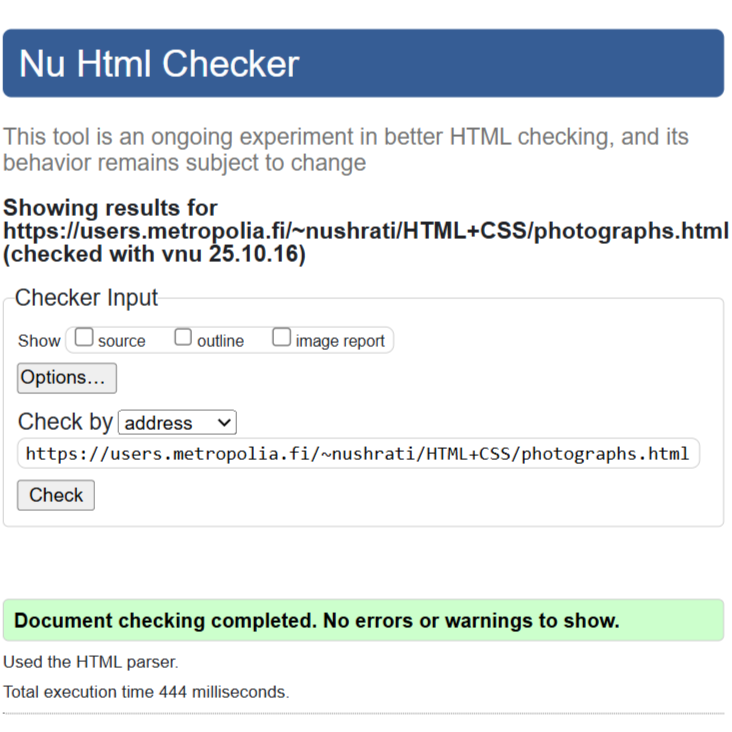 Nu Html Checker
This tool is an ongoing experiment in better HTML checking, and its
behavior remains subject to change
Showing results for
https://users.metropolia.fi/~nushrati/HTML+CSS/photographs.html
(checked with vnu 25.10.16)
Checker Input
Show source outline image report
Options...
Check by address
https://users.metropolia.fi/~nushrati/HTML+CSS/photographs.html
Check
Document checking completed. No errors or warnings to show.
Used the HTML parser.
Total execution time 444 milliseconds.